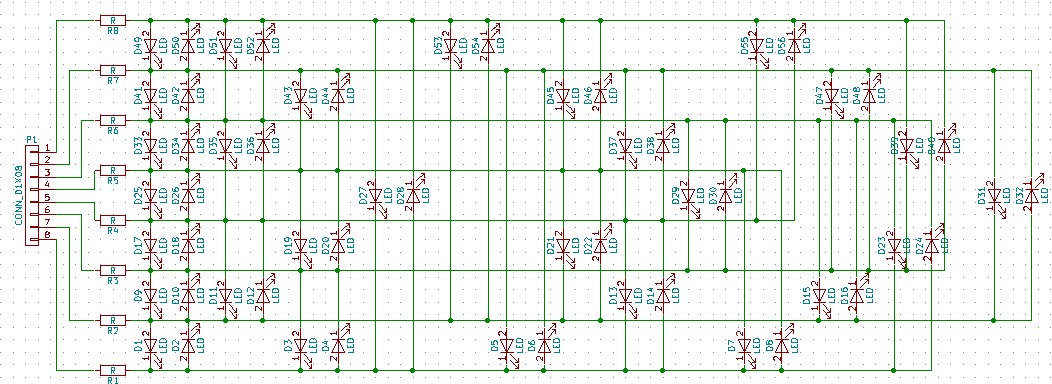 R
R8
D49 LED D50 LED D51 LED D52 LED D53 LED D54 LED D55 LED D56 LED
R
R7
D41 LED D42 LED D43 LED D44 LED D45 LED D46 LED D47 LED D48 LED
R
R6
D33 LED D34 LED D35 LED D36 LED D37 LED D38 LED D39 LED D40 LED
P1
CONN_01X08
1
2
3
4
5
6
7
8
R
R5
D25 LED D26 LED D27 LED D28 LED D29 LED D30 LED D31 LED D32 LED
R
R4
D17 LED D18 LED D19 LED D20 LED D21 LED D22 LED D23 LED D24 LED
R
R3
D9 LED D10 LED D11 LED D12 LED D13 LED D14 LED D15 LED D16 LED
R
R2
D1 LED D2 LED D3 LED D4 LED D5 LED D6 LED D7 LED D8 LED
R
R1